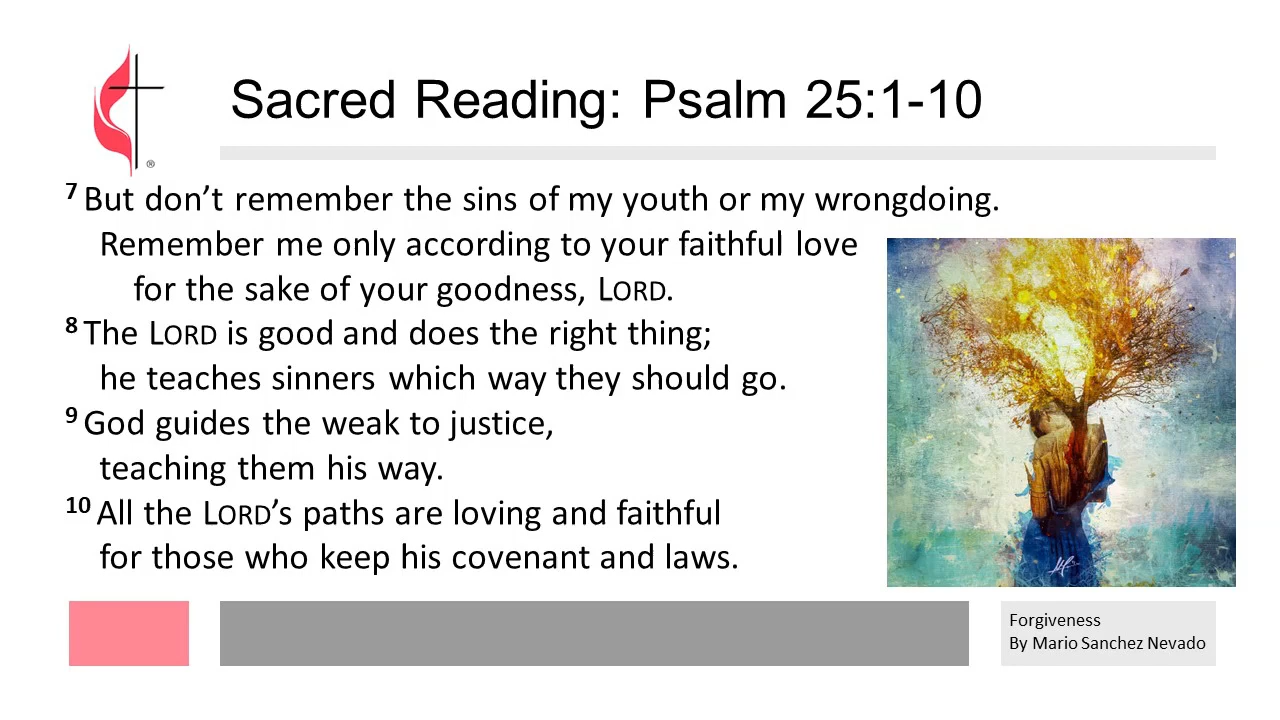 Sacred Reading: Psalm 25:1-10
®
7 But don’t remember the sins of my youth or my wrongdoing.
Remember me only according to your faithful love
for the sake of your goodness, LORD.
8 The LORD is good and does the right thing;
he teaches sinners which way they should go.
9 God guides the weak to justice,
teaching them his way.
10 All the LORD’s paths are loving and faithful
for those who keep his covenant and laws.
Forgiveness
By Mario Sanchez Nevado